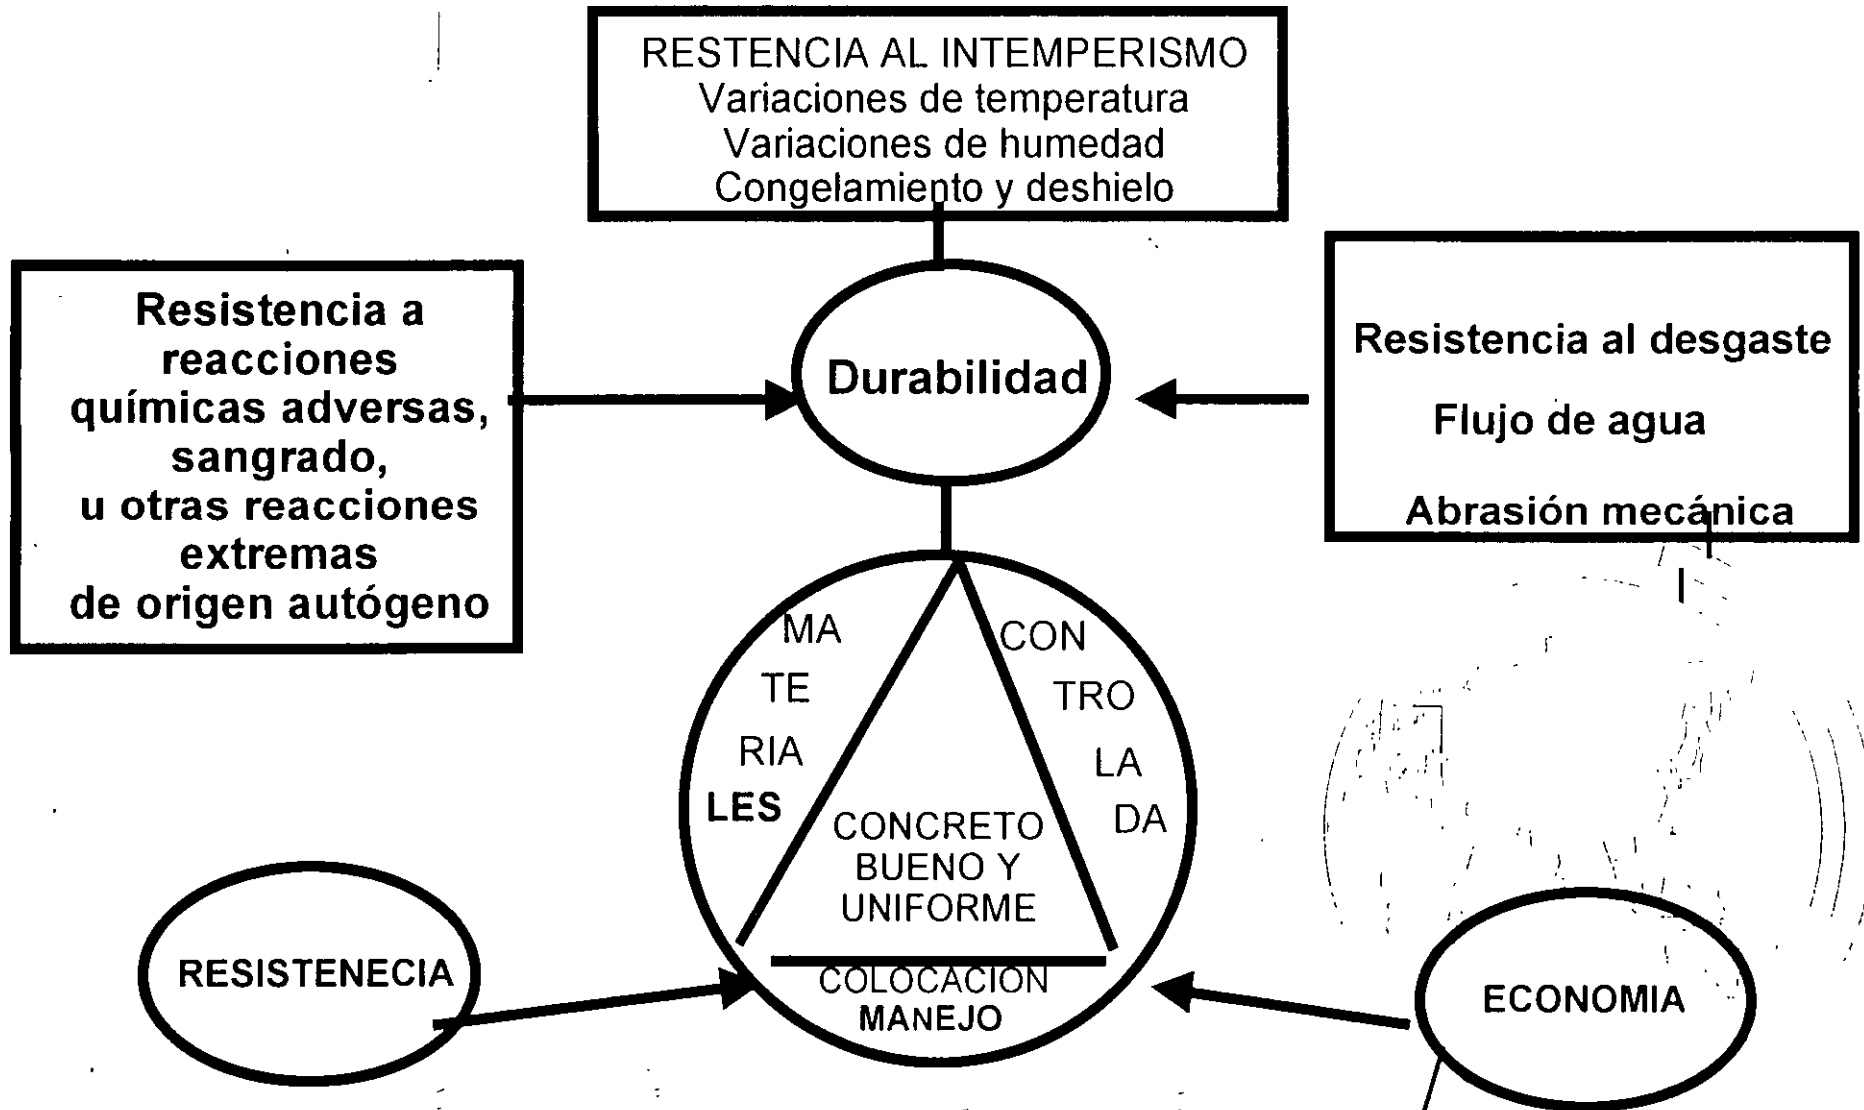 RESTENCIA AL INTEMPERISMO
Variaciones de temperatura
Variaciones de humedad
Congelamiento y deshielo
Resistencia a
reacciones
químicas adversas,
sangrado,
u otras reacciones
extremas
de origen autógeno
Durabilidad
Resistencia al desgaste
Flujo de agua
Abrasión mecánica
MA
TE
RIA
LES
CON
TRO
LA
DA
CONCRETO
BUENO Y
UNIFORME
COLOCACION
MANEJO
RESISTENECIA
ECONOMIA